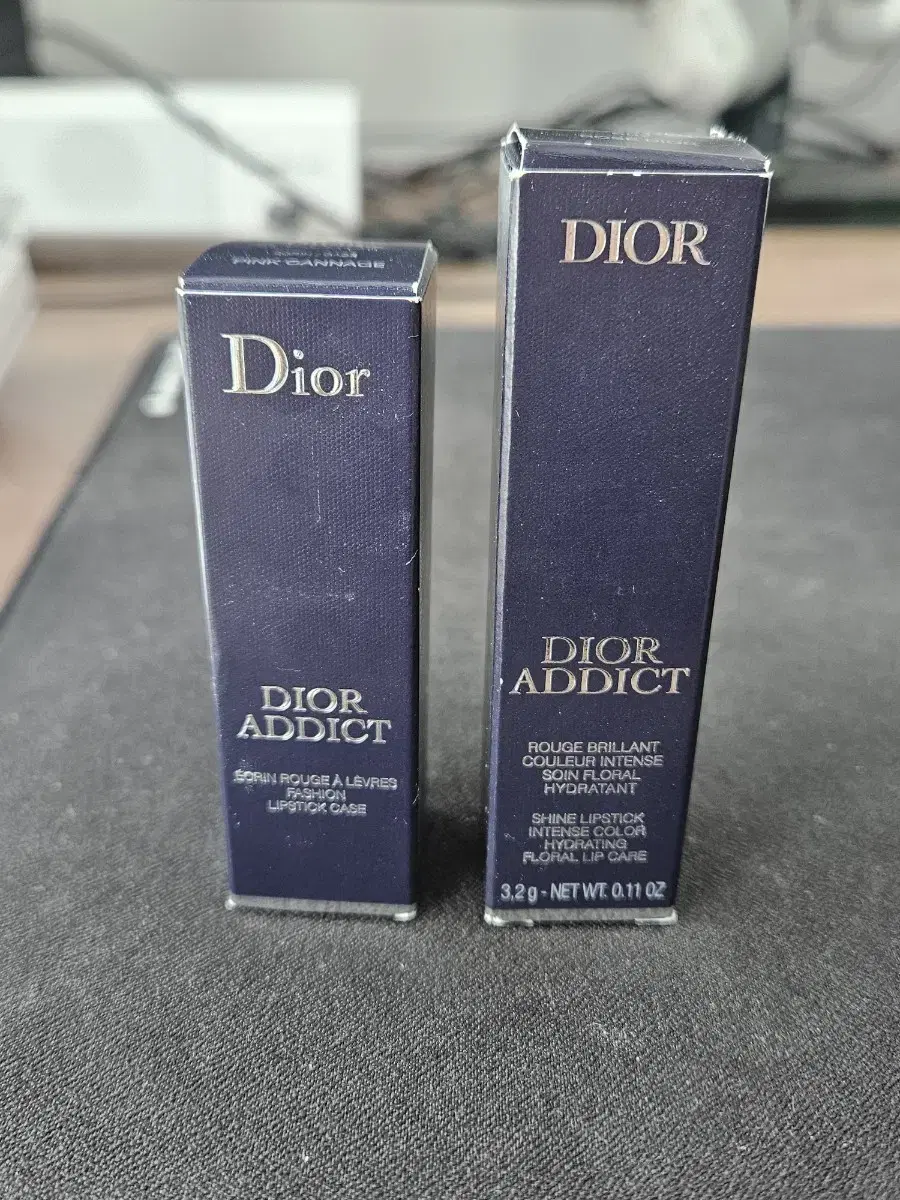 PINK CANNAGE
Dior
DIOR
ADDICT
ÉCRIN ROUGE À LÈVRES
FASHION
LIPSTICK CASE
DIOR
DIOR
ADDICT
ROUGE BRILLANT
COULEUR INTENSE
SOIN FLORAL
HYDRATANT
SHINE LIPSTICK
INTENSE COLOR
HYDRATING
FLORAL LIP CARE
3,2 g - NET WT. 0.11 OZ